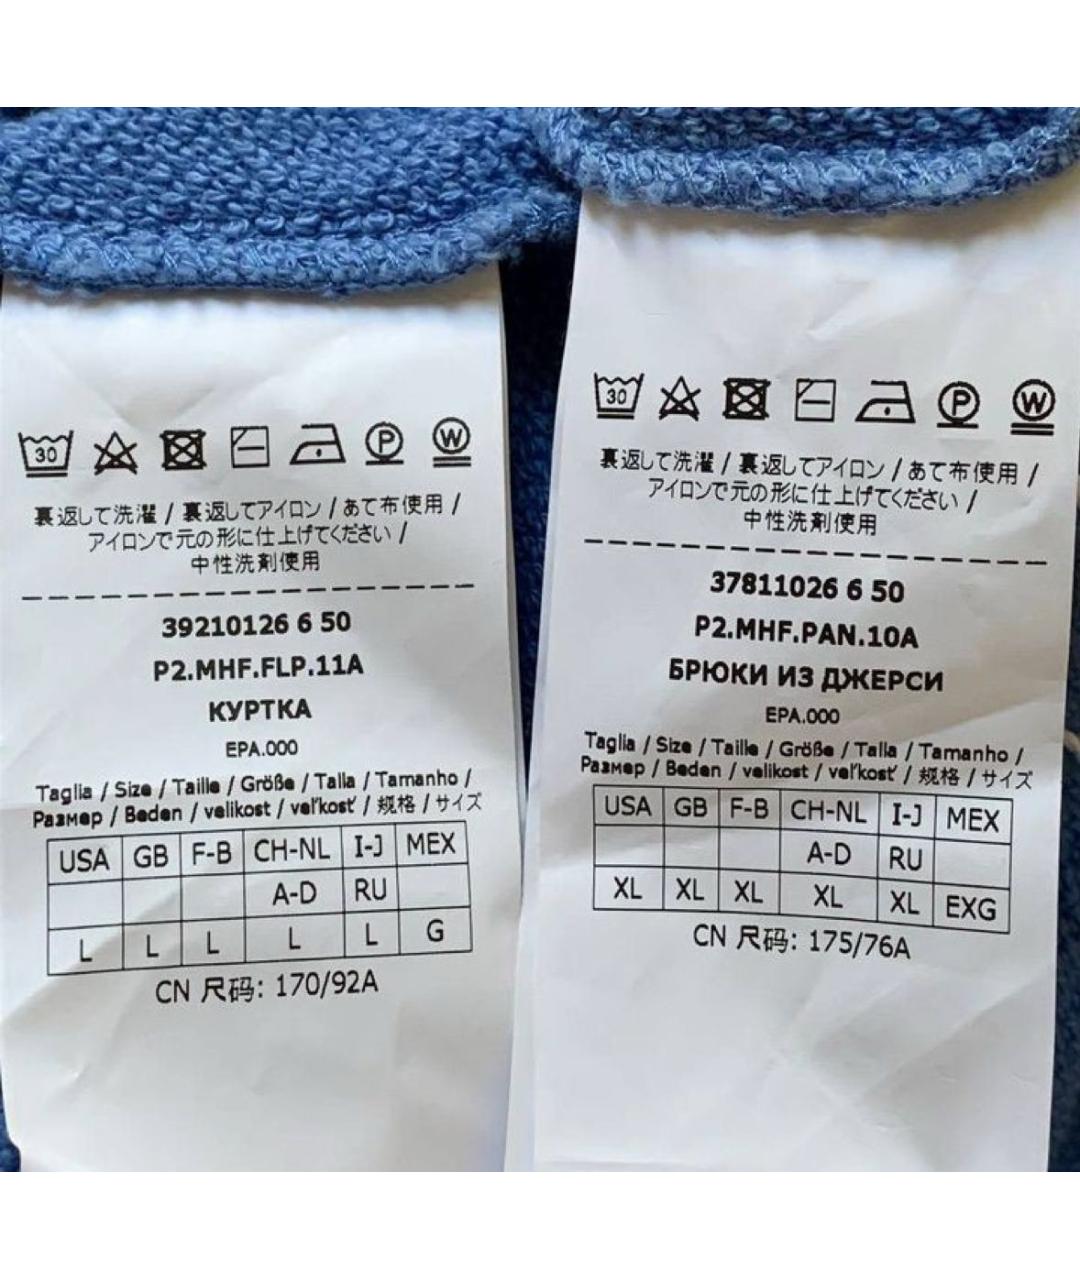 30 P W
裏返して洗濯 / 裏返してアイロン / あて布使用 /
アイロンで元の形に仕上げてください /
中性洗剤使用
39210126 6 50
P2.MHF.FLP.11A
КУРТКА
EPA.000
Taglia / Size / Taille / Größe / Talla / Tamanho /
Размер / Beden / velikost / veľkosť / 规格 / サイズ
USA GB F-B CH-NL I-J MEX
A-D RU
L L L L L G
CN 尺码: 170/92A
30 P W
裏返して洗濯 / 裏返してアイロン / あて布使用 /
アイロンで元の形に仕上げてください /
中性洗剤使用
37811026 6 50
P2.MHF.PAN.10A
БРЮКИ ИЗ ДЖЕРСИ
EPA.000
Taglia / Size / Taille / Größe / Talla / Tamanho /
Размер / Beden / velikost / veľkosť / 规格 / サイズ
USA GB F-B CH-NL I-J MEX
A-D RU
XL XL XL XL XL EXG
CN 尺码: 175/76A